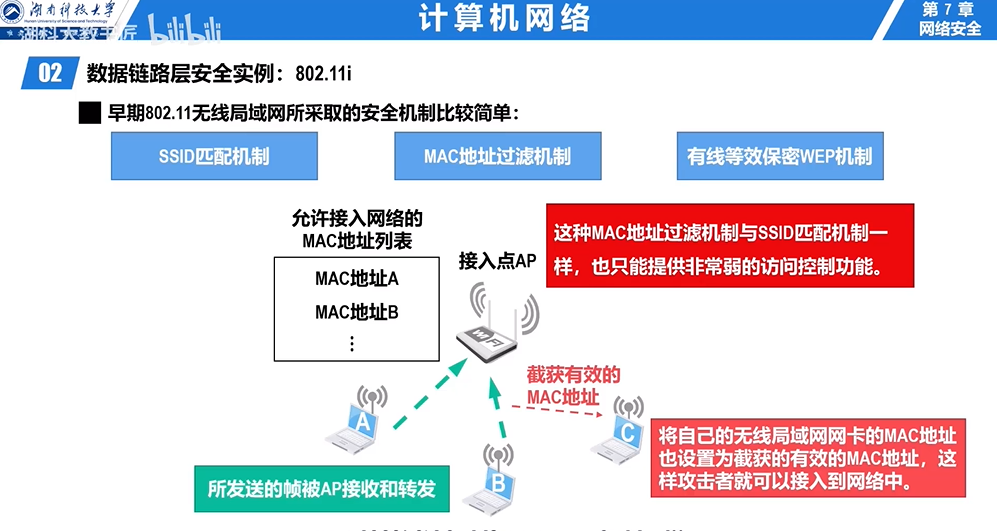 湖南科技大学
Hunan University of Science and Technology
湖科大教书匠 bilibili
计算机网络
第 7 章
网络安全
02 数据链路层安全实例：802.11i
早期802.11无线局域网所采取的安全机制比较简单：
SSID匹配机制
MAC地址过滤机制
有线等效保密WEP机制
允许接入网络的
MAC地址列表
MAC地址A
MAC地址B
⋮
接入点AP
这种MAC地址过滤机制与SSID匹配机制一
样，也只能提供非常弱的访问控制功能。
WiFi
截获有效的
MAC地址
A
B
C
所发送的帧被AP接收和转发
将自己的无线局域网网卡的MAC地址
也设置为截获的有效的MAC地址，这
样攻击者就可以接入到网络中。